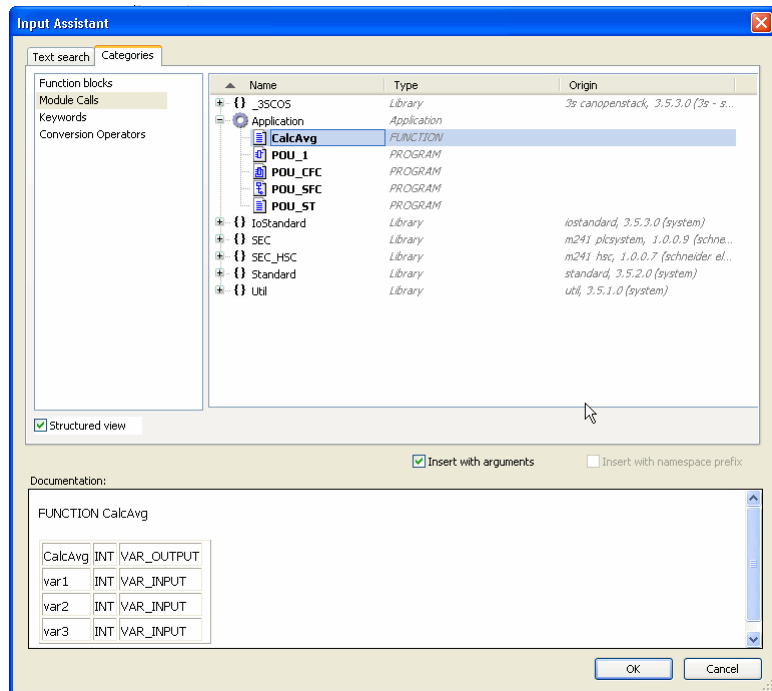 Input Assistant
Text search Categories
Function blocks
Module Calls
Keywords
Conversion Operators
Name Type Origin
{} _3SCOS Library 3s canopenstack, 3.5.3.0 (3s - s...
Application Application
CalcAvg FUNCTION
POU_1 PROGRAM
POU_CFC PROGRAM
POU_SFC PROGRAM
POU_ST PROGRAM
{} IoStandard Library iostandard, 3.5.3.0 (system)
{} SEC Library m241 plcsystem, 1.0.0.9 (schne...
{} SEC_HSC Library m241 hsc, 1.0.0.7 (schneider el...
{} Standard Library standard, 3.5.2.0 (system)
{} Util Library util, 3.5.1.0 (system)
Structured view
Insert with arguments Insert with namespace prefix
Documentation:
FUNCTION CalcAvg
CalcAvg INT VAR_OUTPUT
var1 INT VAR_INPUT
var2 INT VAR_INPUT
var3 INT VAR_INPUT
OK Cancel